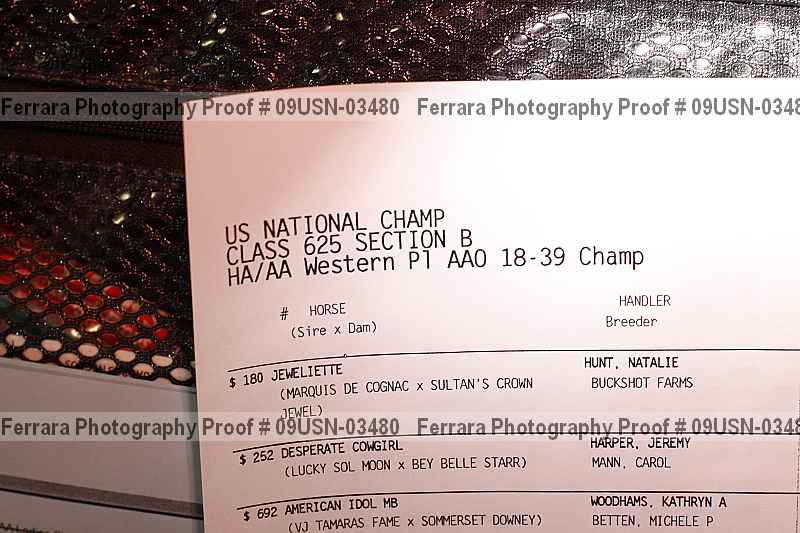 Ferrara Photography Proof # 09USN-03480 Ferrara Photography Proof # 09USN-0348
US NATIONAL CHAMP
CLASS 625 SECTION B
HA/AA Western Pl AAO 18-39 Champ
# HORSE HANDLER
(Sire x Dam) Breeder
$ 180 JEWELIETTE HUNT, NATALIE
(MARQUIS DE COGNAC x SULTAN'S CROWN BUCKSHOT FARMS
JEWEL)
Ferrara Photography Proof # 09USN-03480 Ferrara Photography Proof # 09USN-0348
$ 252 DESPERATE COWGIRL HARPER, JEREMY
(LUCKY SOL MOON x BEY BELLE STARR) MANN, CAROL
$ 692 AMERICAN IDOL MB WOODHAMS, KATHRYN A
(VJ TAMARAS FAME x SOMMERSET DOWNEY) BETTEN, MICHELE P